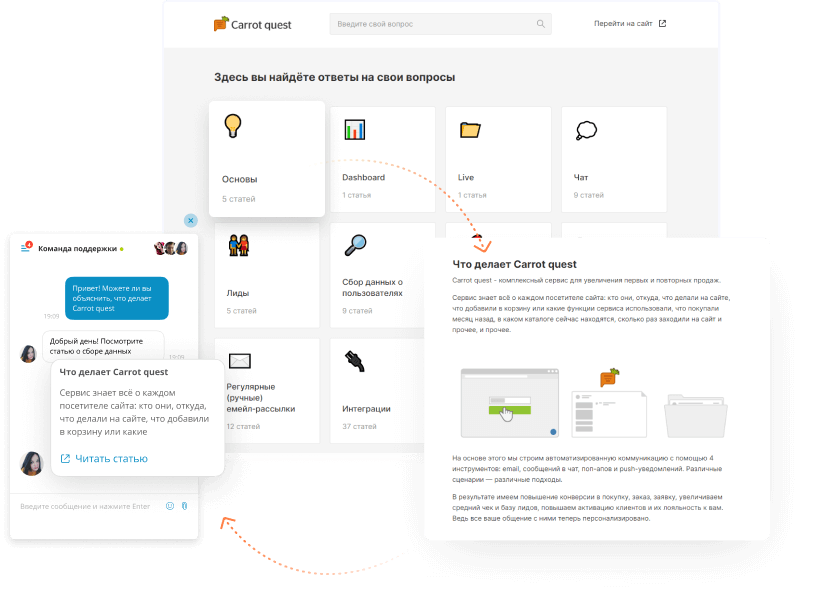 Carrot quest
Введите свой вопрос
Перейти на сайт
Здесь вы найдёте ответы на свои вопросы
Основы
5 статей
Dashboard
1 статья
Live
1 статья
Чат
9 статей
Лиды
5 статей
Сбор данных о
пользователях
9 статей
Регулярные
(ручные)
емейл-рассылки
12 статей
Интеграции
37 статей
4
Команда поддержки
Привет! Можете ли вы
объяснить, что делает
Carrot quest
19:09
Добрый день! Посмотрите
статью о сборе данных
19:06
Что делает Carrot quest
Сервис знает всё о каждом
посетителе сайта: кто они, откуда,
что делали на сайте, что добавили
в корзину или какие
Читать статью
Введите сообщение и нажмите Enter
Что делает Carrot quest
Carrot quest - комплексный сервис для увеличения первых и повторных продаж.
Сервис знает всё о каждом посетителе сайта: кто они, откуда, что делали на сайте,
что добавили в корзину или какие функции сервиса использовали, что покупали
месяц назад, в каком каталоге сейчас находятся, сколько раз заходили на сайт и
прочее, и прочее.
На основе этого мы строим автоматизированную коммуникацию с помощью 4
инструментов: email, сообщений в чат, поп-апов и push-уведомлений. Различные
сценарии — различные подходы.
В результате имеем повышение конверсии в покупку, заказ, заявку, увеличиваем
средний чек и базу лидов, повышаем активацию клиентов и их лояльность к вам.
Ведь все ваше общение с ними теперь персонализировано.